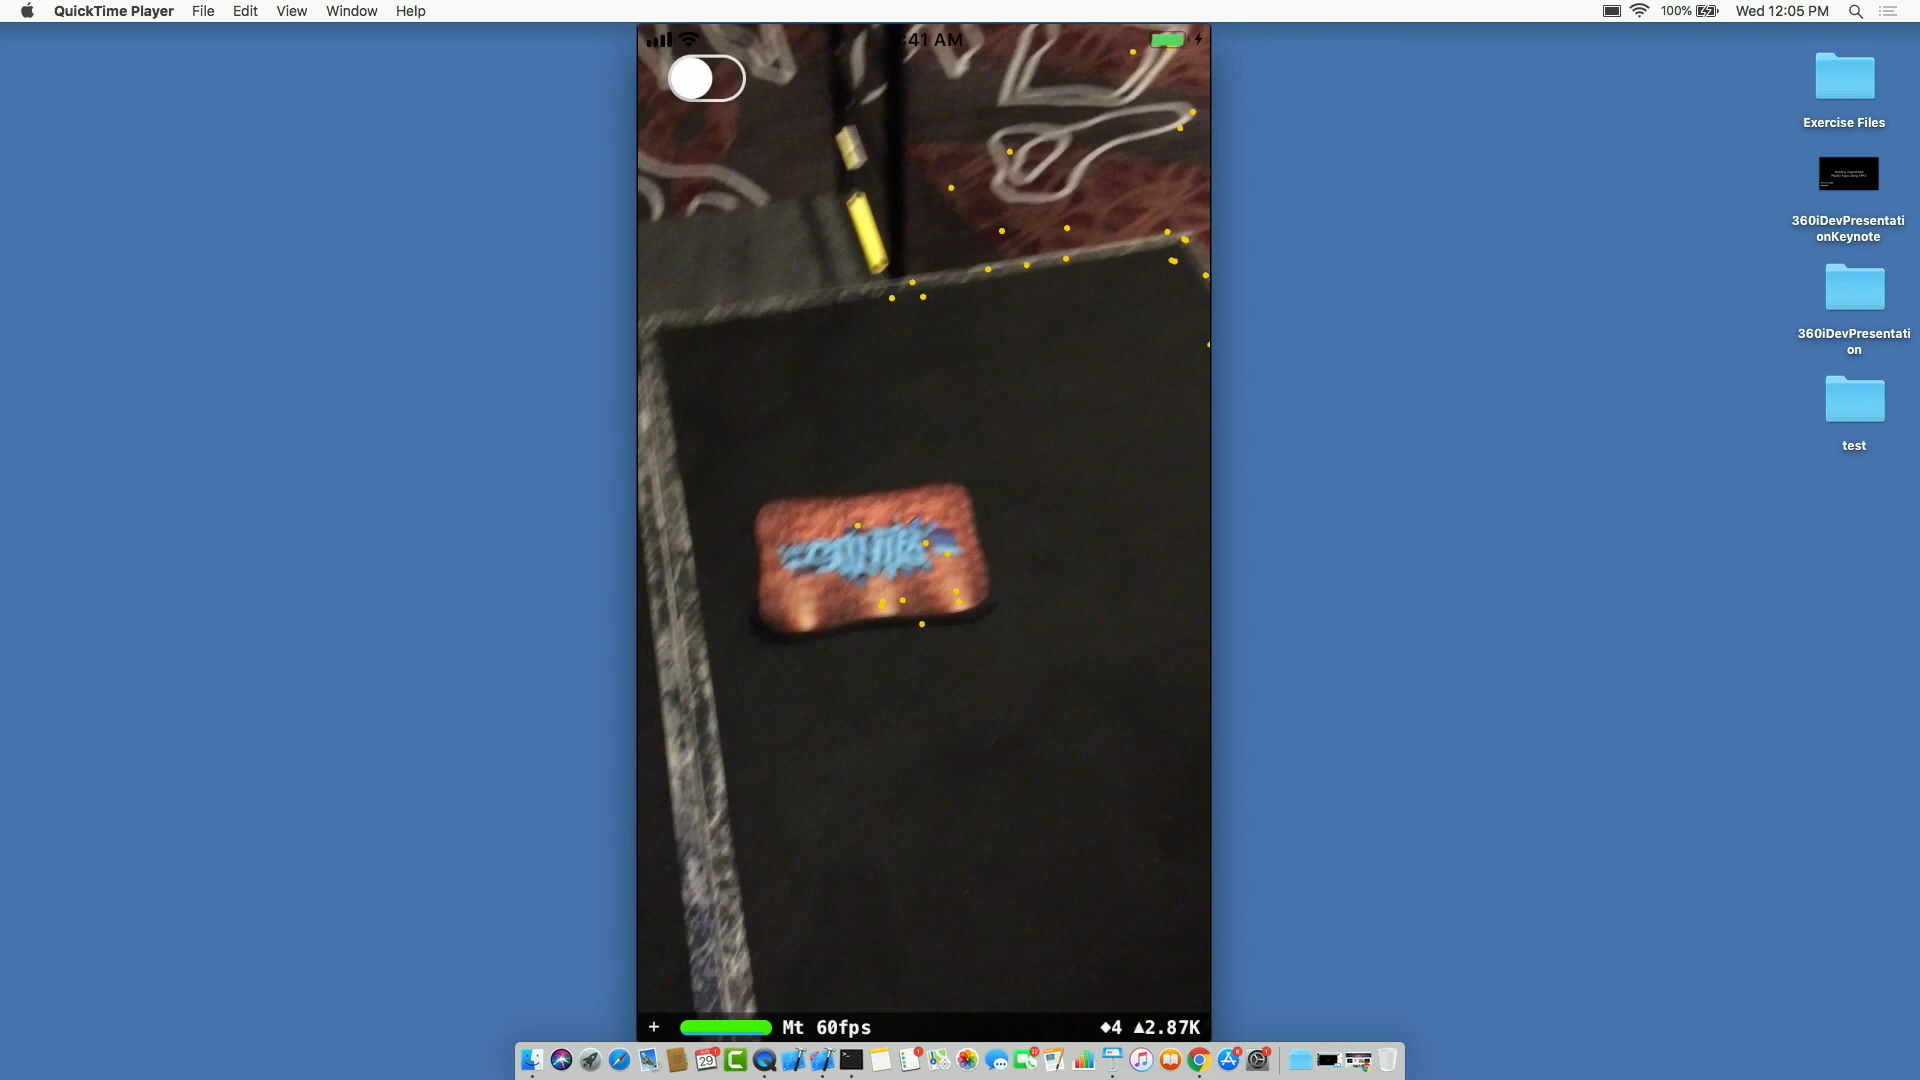 QuickTime Player File Edit View Window Help 100% Wed 12:05 PM
:41 AM
Exercise Files
360iDevPresentati
onKeynote
360iDevPresentati
on
test
+ Mt 60fps ◆4 ▲2.87K
29